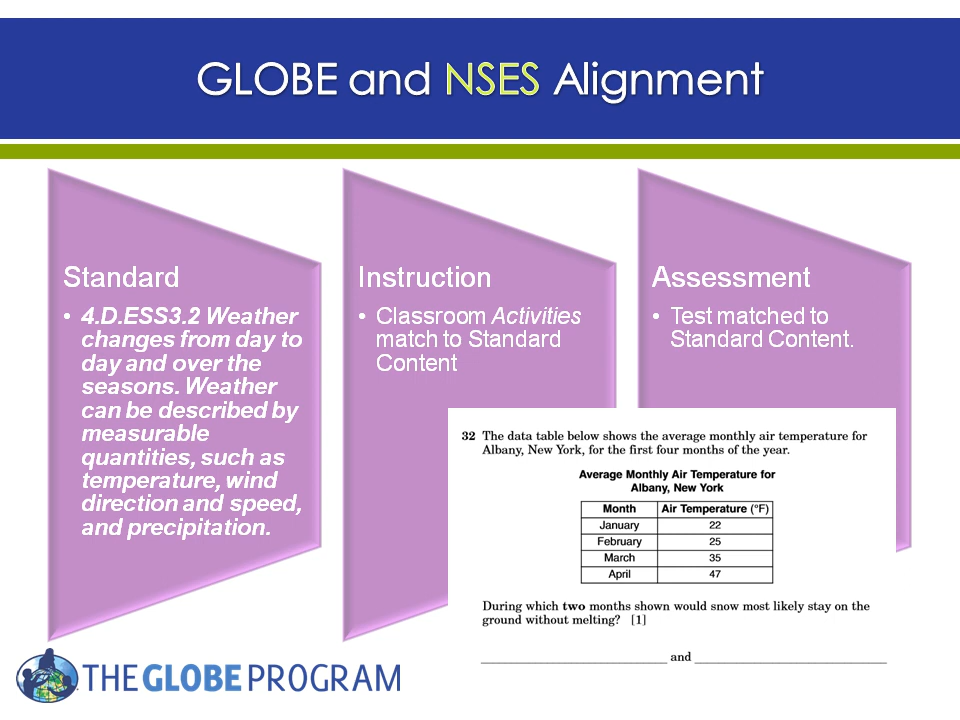 GLOBE and NSES Alignment
Standard
• 4.D.ESS3.2 Weather
changes from day to
day and over the
seasons. Weather
can be described by
measurable
quantities, such as
temperature, wind
direction and speed,
and precipitation.
Instruction
• Classroom Activities
match to Standard
Content
Assessment
• Test matched to
Standard Content.
32 The data table below shows the average monthly air temperature for
Albany, New York, for the first four months of the year.
Average Monthly Air Temperature for
Albany, New York
Month Air Temperature (°F)
January 22
February 25
March 35
April 47
During which two months shown would snow most likely stay on the
ground without melting? [1]
____________________ and ____________________
THE GLOBE PROGRAM